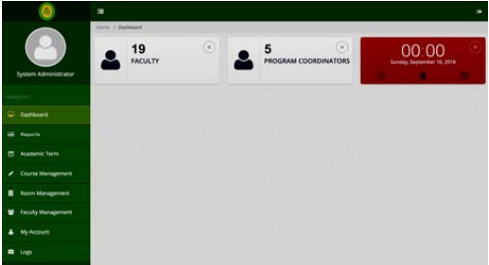 Home > Dashboard
System Administrator
Navigation
Dashboard
Reports
Academic Term
Course Management
Room Management
Faculty Management
My Account
Logs
19
FACULTY
5
PROGRAM COORDINATORS
00:00
Sunday, September 16, 2018